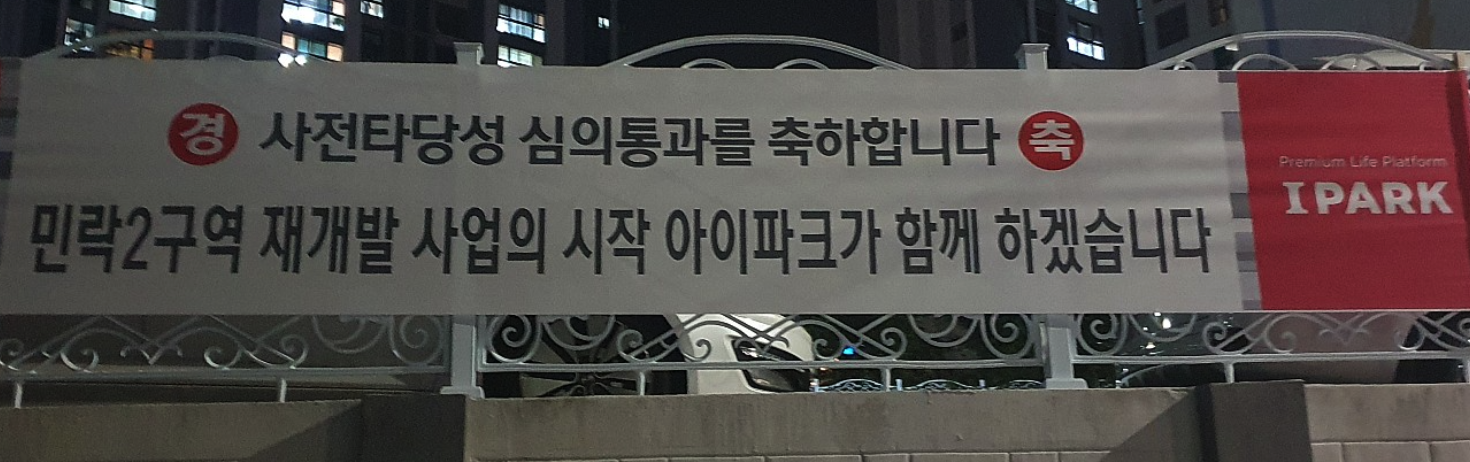 경 사전타당성 심의통과를 축하합니다 축
민락2구역 재개발 사업의 시작 아이파크가 함께 하겠습니다
Premium Life Platform
IPARK